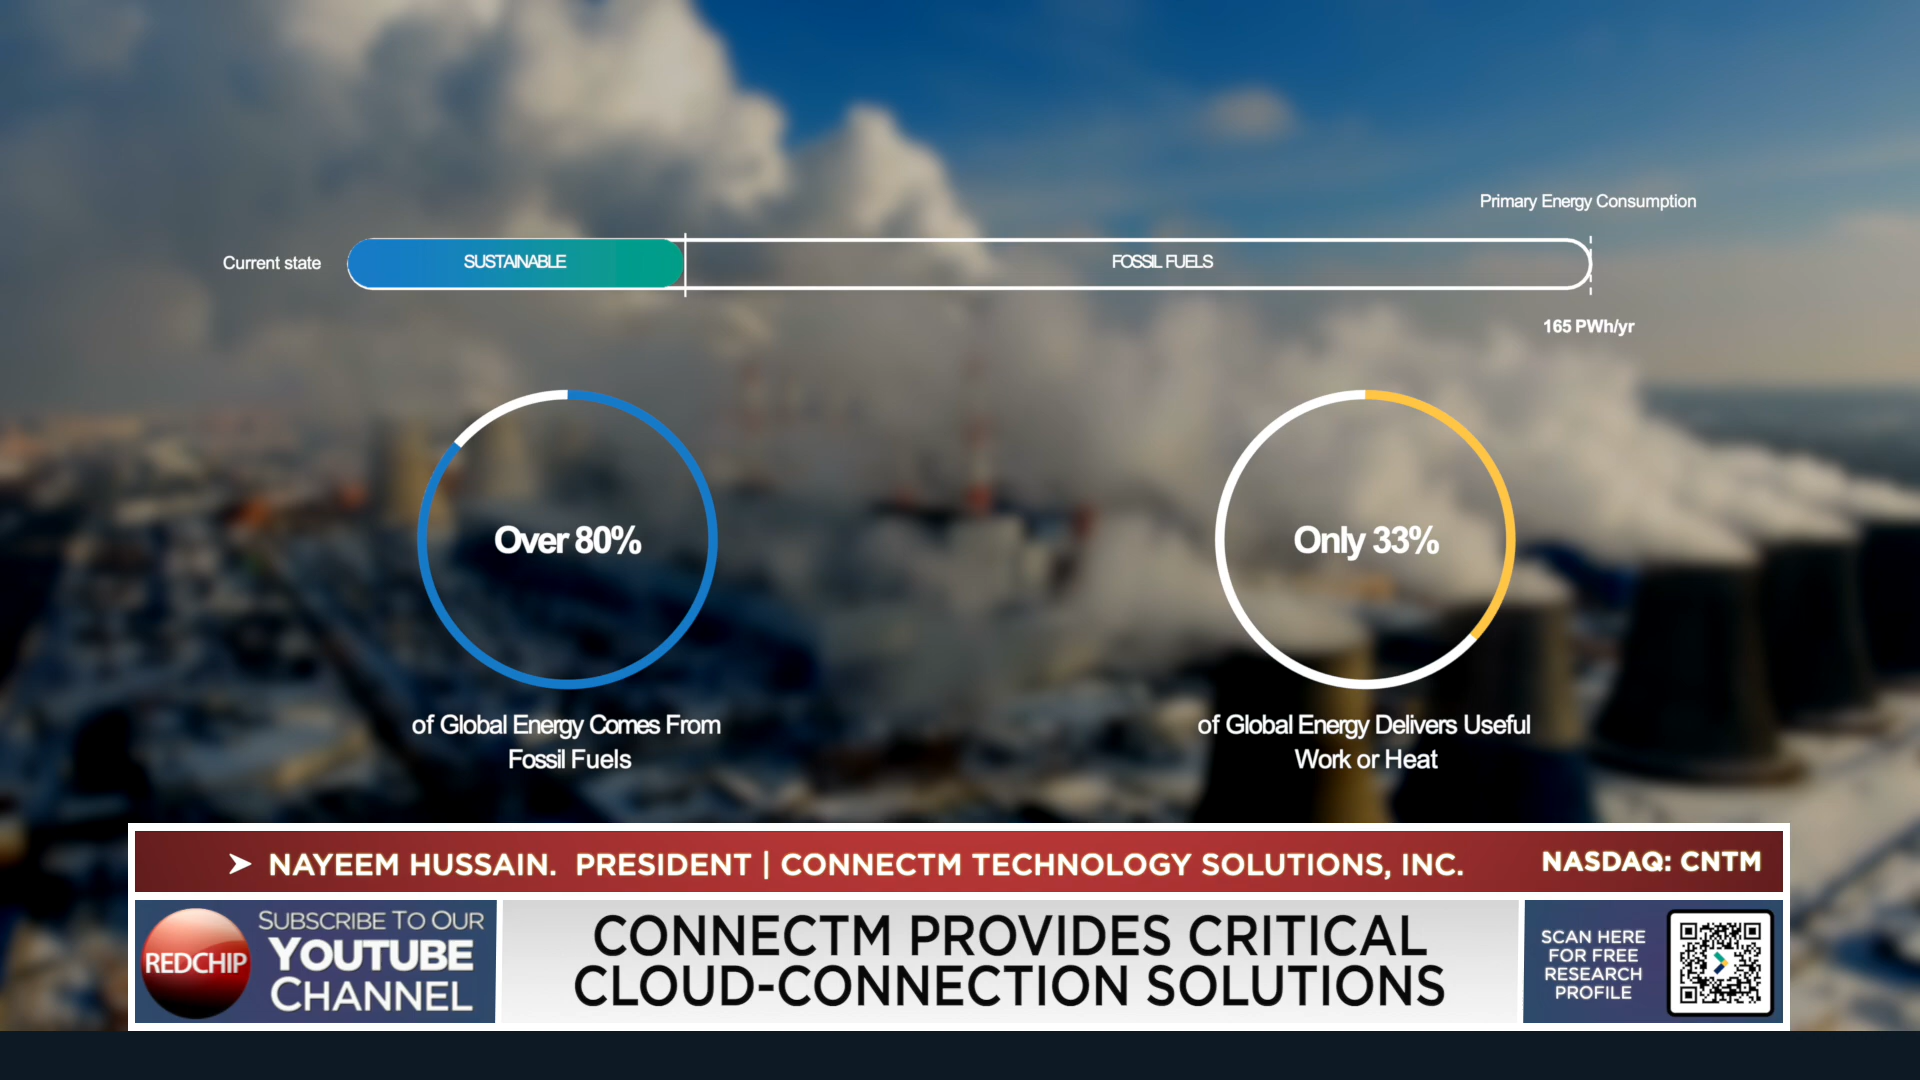 Primary Energy Consumption
Current state
SUSTAINABLE
FOSSIL FUELS
165 PWh/yr
Over 80%
of Global Energy Comes From
Fossil Fuels
Only 33%
of Global Energy Delivers Useful
Work or Heat
➤ NAYEEM HUSSAIN. PRESIDENT | CONNECTM TECHNOLOGY SOLUTIONS, INC.
NASDAQ: CNTM
REDCHIP
SUBSCRIBE TO OUR
YOUTUBE
CHANNEL
CONNECTM PROVIDES CRITICAL
CLOUD-CONNECTION SOLUTIONS
SCAN HERE
FOR FREE
RESEARCH
PROFILE